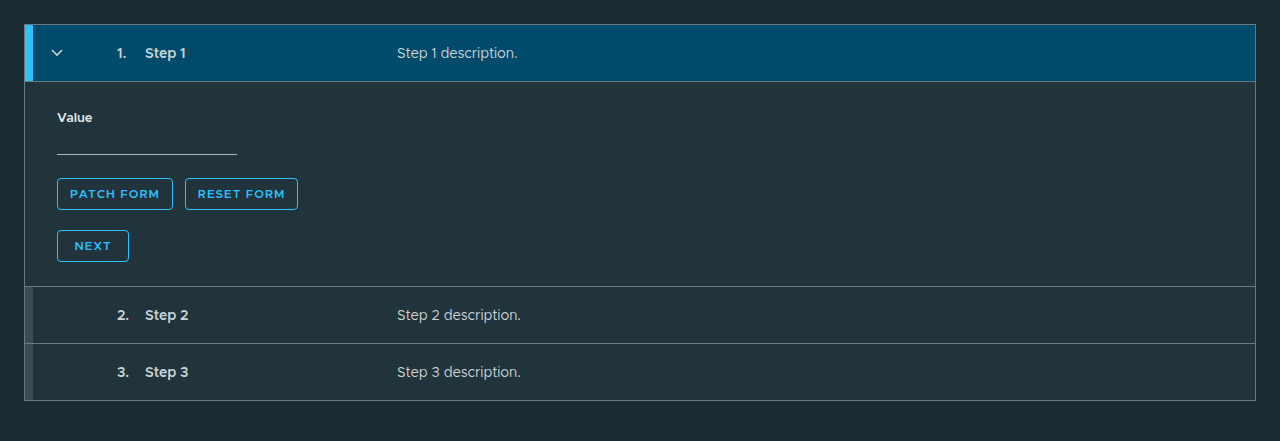 1. Step 1 Step 1 description.
Value
PATCH FORM RESET FORM
NEXT
2. Step 2 Step 2 description.
3. Step 3 Step 3 description.